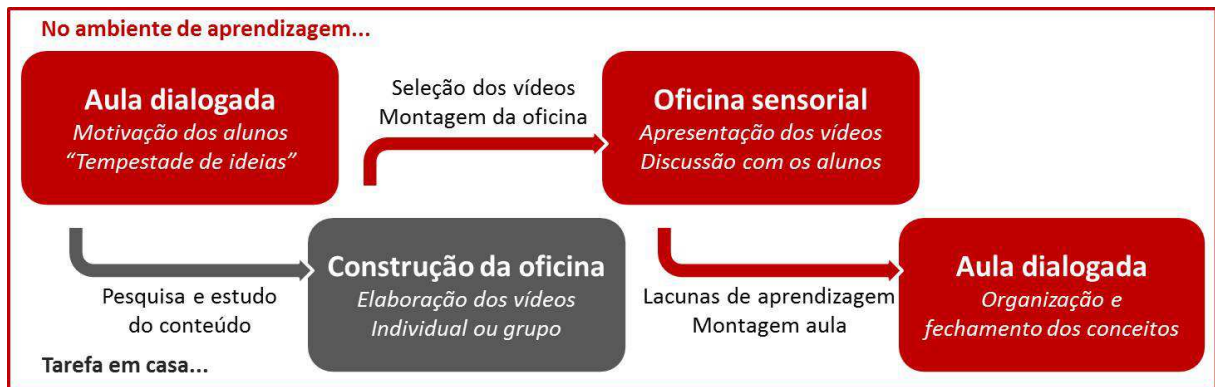 No ambiente de aprendizagem...
Aula dialogada
Motivação dos alunos
“Tempestade de ideias”
Seleção dos vídeos
Montagem da oficina
Oficina sensorial
Apresentação dos vídeos
Discussão com os alunos
Pesquisa e estudo
do conteúdo
Construção da oficina
Elaboração dos vídeos
Individual ou grupo
Lacunas de aprendizagem
Montagem aula
Aula dialogada
Organização e
fechamento dos conceitos
Tarefa em casa...